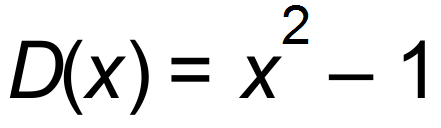 D(x) = x² – 1